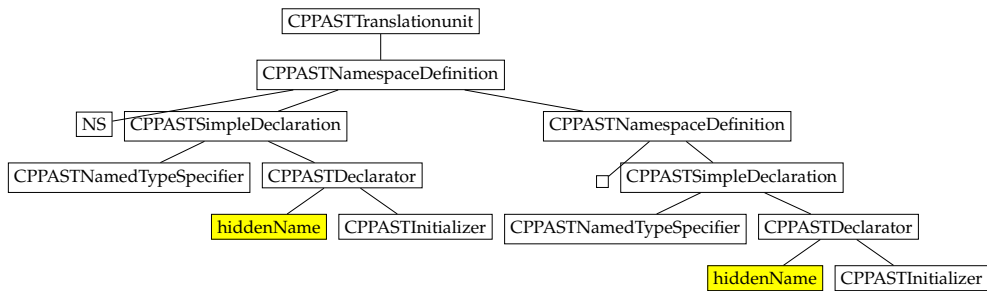 CPPASTTranslationunit
CPPASTNamespaceDefinition
NS
CPPASTSimpleDeclaration
CPPASTNamespaceDefinition
CPPASTNamedTypeSpecifier
CPPASTDeclarator
CPPASTSimpleDeclaration
hiddenName
CPPASTInitializer
CPPASTNamedTypeSpecifier
CPPASTDeclarator
hiddenName
CPPASTInitializer